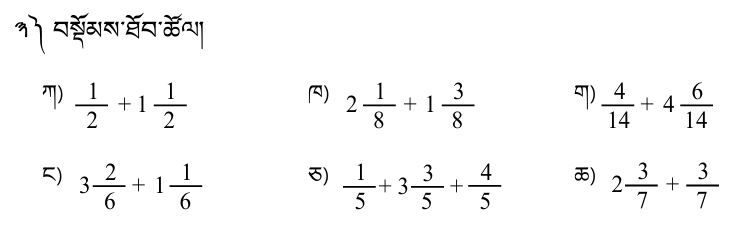 ༣༽ བསྡོམས་ཐོབ་ཚོལ།
ཀ) 1/2 + 1 1/2 ཁ) 2 1/8 + 1 3/8 ག) 4/14 + 4 6/14
ང) 3 2/6 + 1 1/6 ཅ) 1/5 + 3 3/5 + 4/5 ཆ) 2 3/7 + 3/7